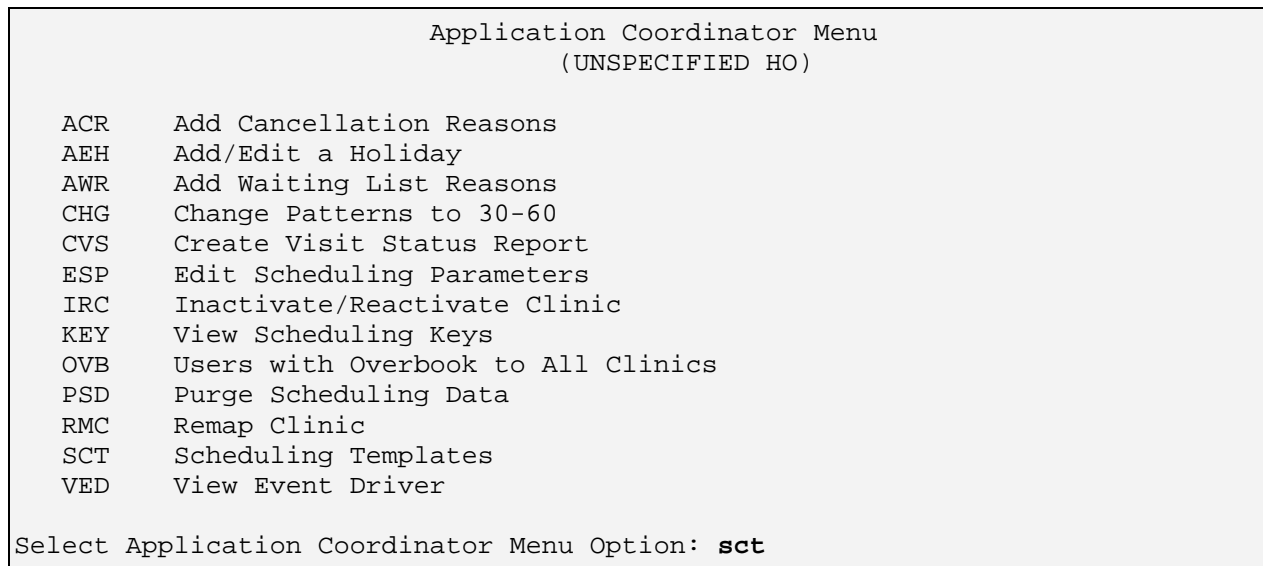 Application Coordinator Menu
(UNSPECIFIED HO)
ACR Add Cancellation Reasons
AEH Add/Edit a Holiday
AWR Add Waiting List Reasons
CHG Change Patterns to 30-60
CVS Create Visit Status Report
ESP Edit Scheduling Parameters
IRC Inactivate/Reactivate Clinic
KEY View Scheduling Keys
OVB Users with Overbook to All Clinics
PSD Purge Scheduling Data
RMC Remap Clinic
SCT Scheduling Templates
VED View Event Driver
Select Application Coordinator Menu Option: sct